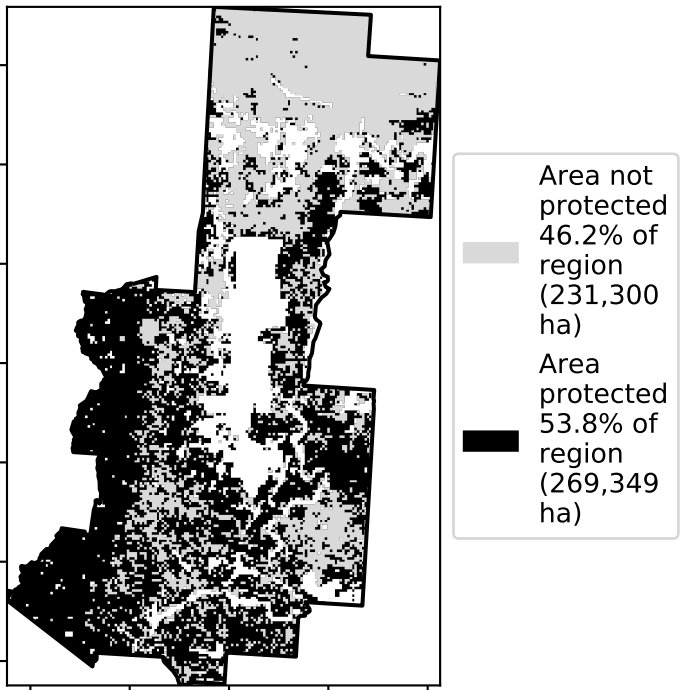 Area not
protected
46.2% of
region
(231,300
ha)
Area
protected
53.8% of
region
(269,349
ha)